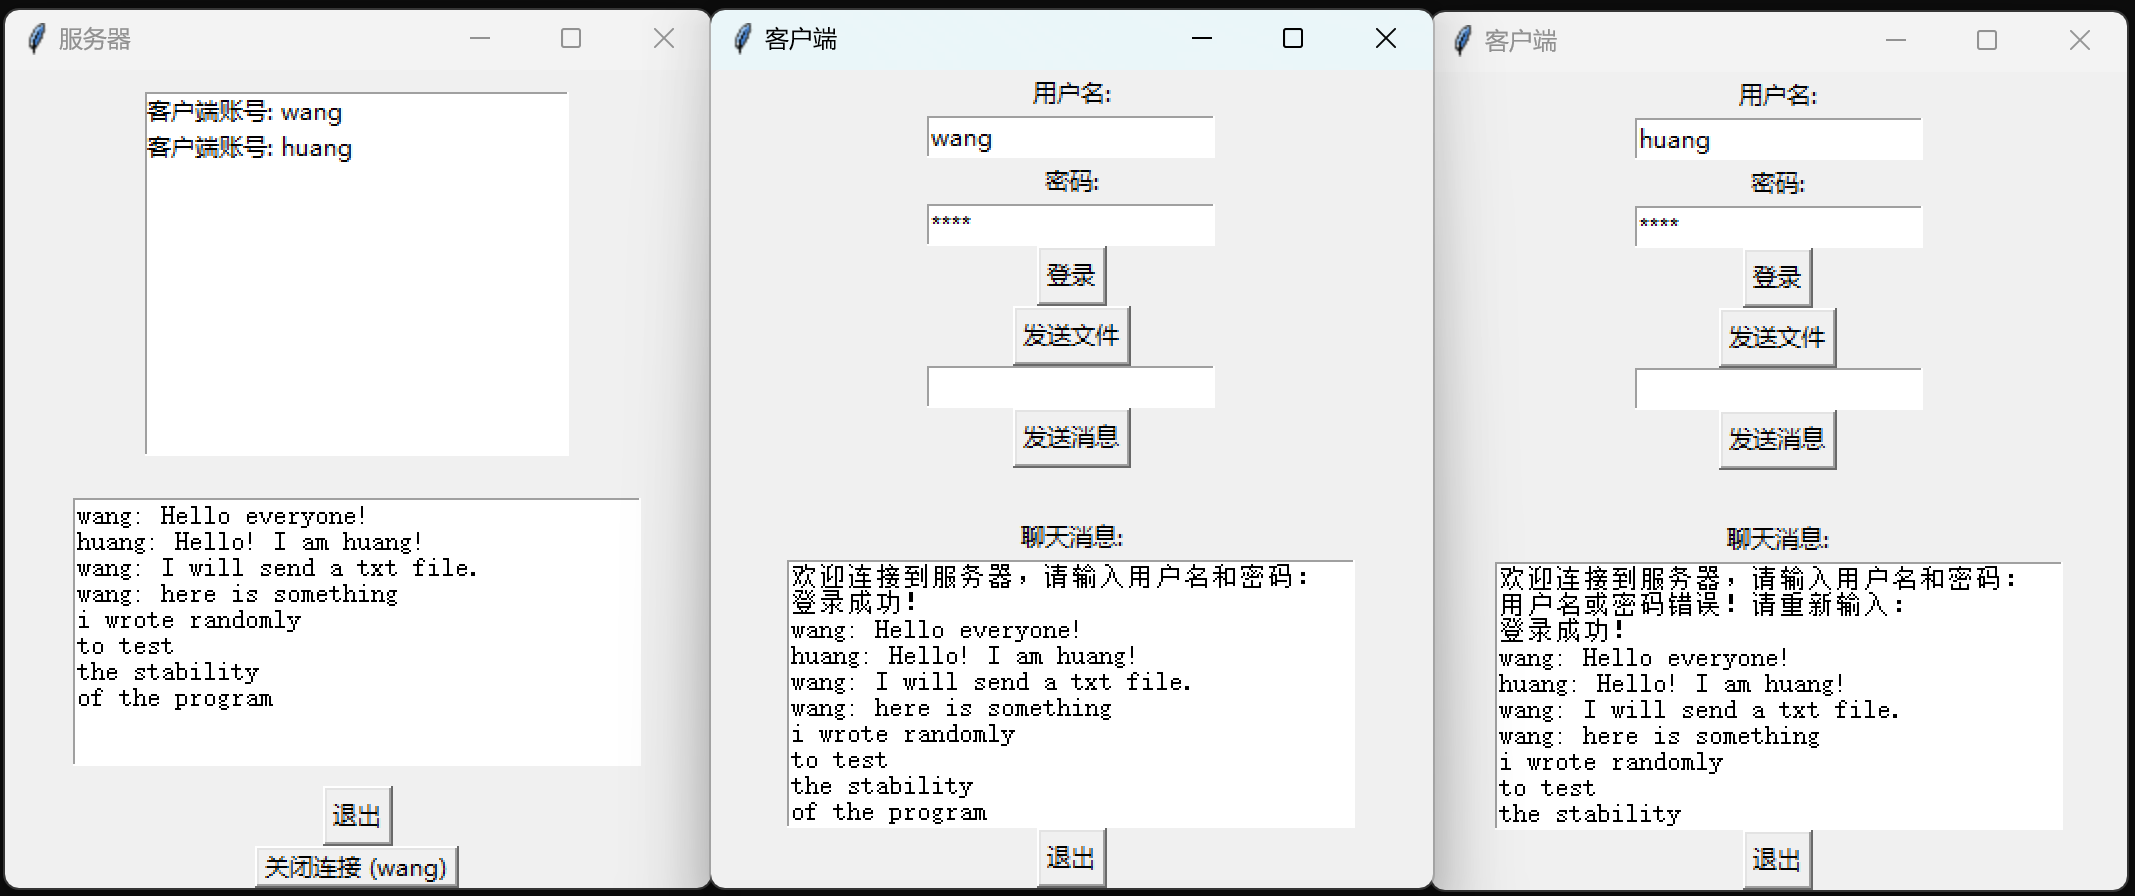 服务器
客户端账号: wang
客户端账号: huang
wang: Hello everyone!
huang: Hello! I am huang!
wang: I will send a txt file.
wang: here is something
i wrote randomly
to test
the stability
of the program
退出
关闭连接 (wang)
客户端
用户名:
wang
密码:
****
登录
发送文件
发送消息
聊天消息:
欢迎连接到服务器，请输入用户名和密码：
登录成功！
wang: Hello everyone!
huang: Hello! I am huang!
wang: I will send a txt file.
wang: here is something
i wrote randomly
to test
the stability
of the program
退出
客户端
用户名:
huang
密码:
****
登录
发送文件
发送消息
聊天消息:
欢迎连接到服务器，请输入用户名和密码：
用户名或密码错误！请重新输入：
登录成功！
wang: Hello everyone!
huang: Hello! I am huang!
wang: I will send a txt file.
wang: here is something
i wrote randomly
to test
the stability
退出